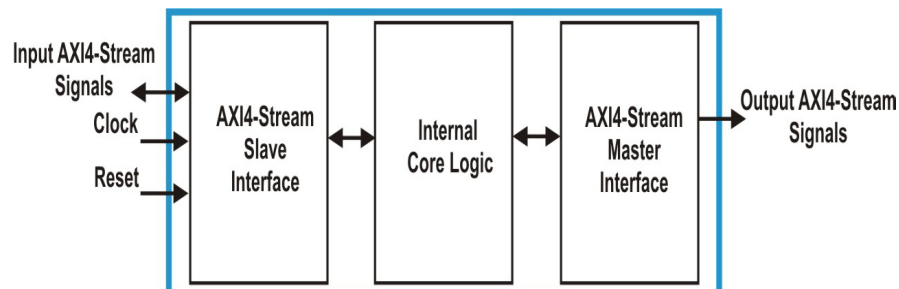 Input AXI4-Stream
Signals
Clock
Reset
AXI4-Stream
Slave
Interface
Internal
Core Logic
AXI4-Stream
Master
Interface
Output AXI4-Stream
Signals